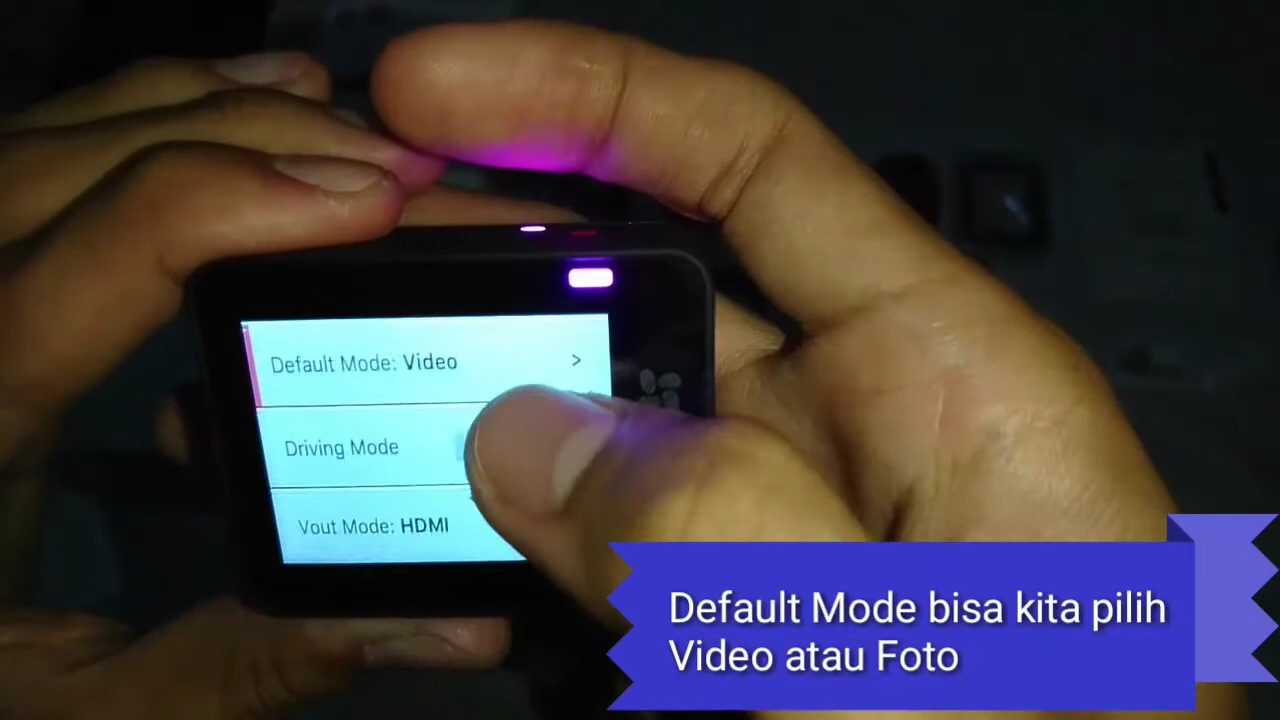 Default Mode: Video >
Driving Mode
Vout Mode: HDMI
Default Mode bisa kita pilih
Video atau Foto